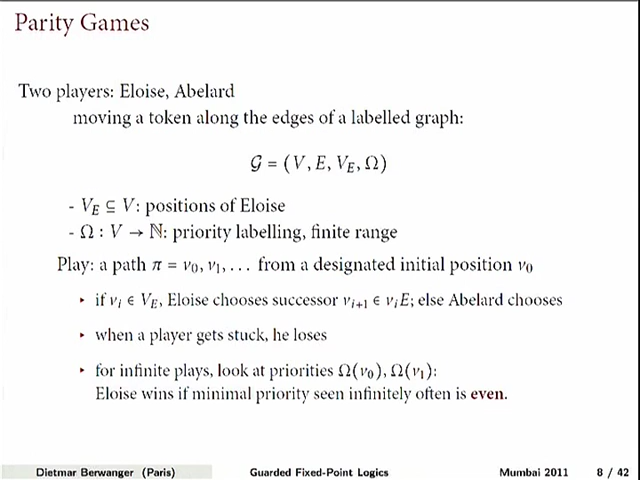 Parity Games
Two players: Eloise, Abelard
moving a token along the edges of a labelled graph:
𝒢 = (V, E, V_E, Ω)
- V_E ⊆ V: positions of Eloise
- Ω : V → ℕ: priority labelling, finite range
Play: a path π = v₀, v₁, . . . from a designated initial position v₀
‣ if vᵢ ∈ V_E, Eloise chooses successor vᵢ₊₁ ∈ vᵢE; else Abelard chooses
‣ when a player gets stuck, he loses
‣ for infinite plays, look at priorities Ω(v₀), Ω(v₁):
Eloise wins if minimal priority seen infinitely often is even.
Dietmar Berwanger (Paris) Guarded Fixed-Point Logics Mumbai 2011 8 / 42